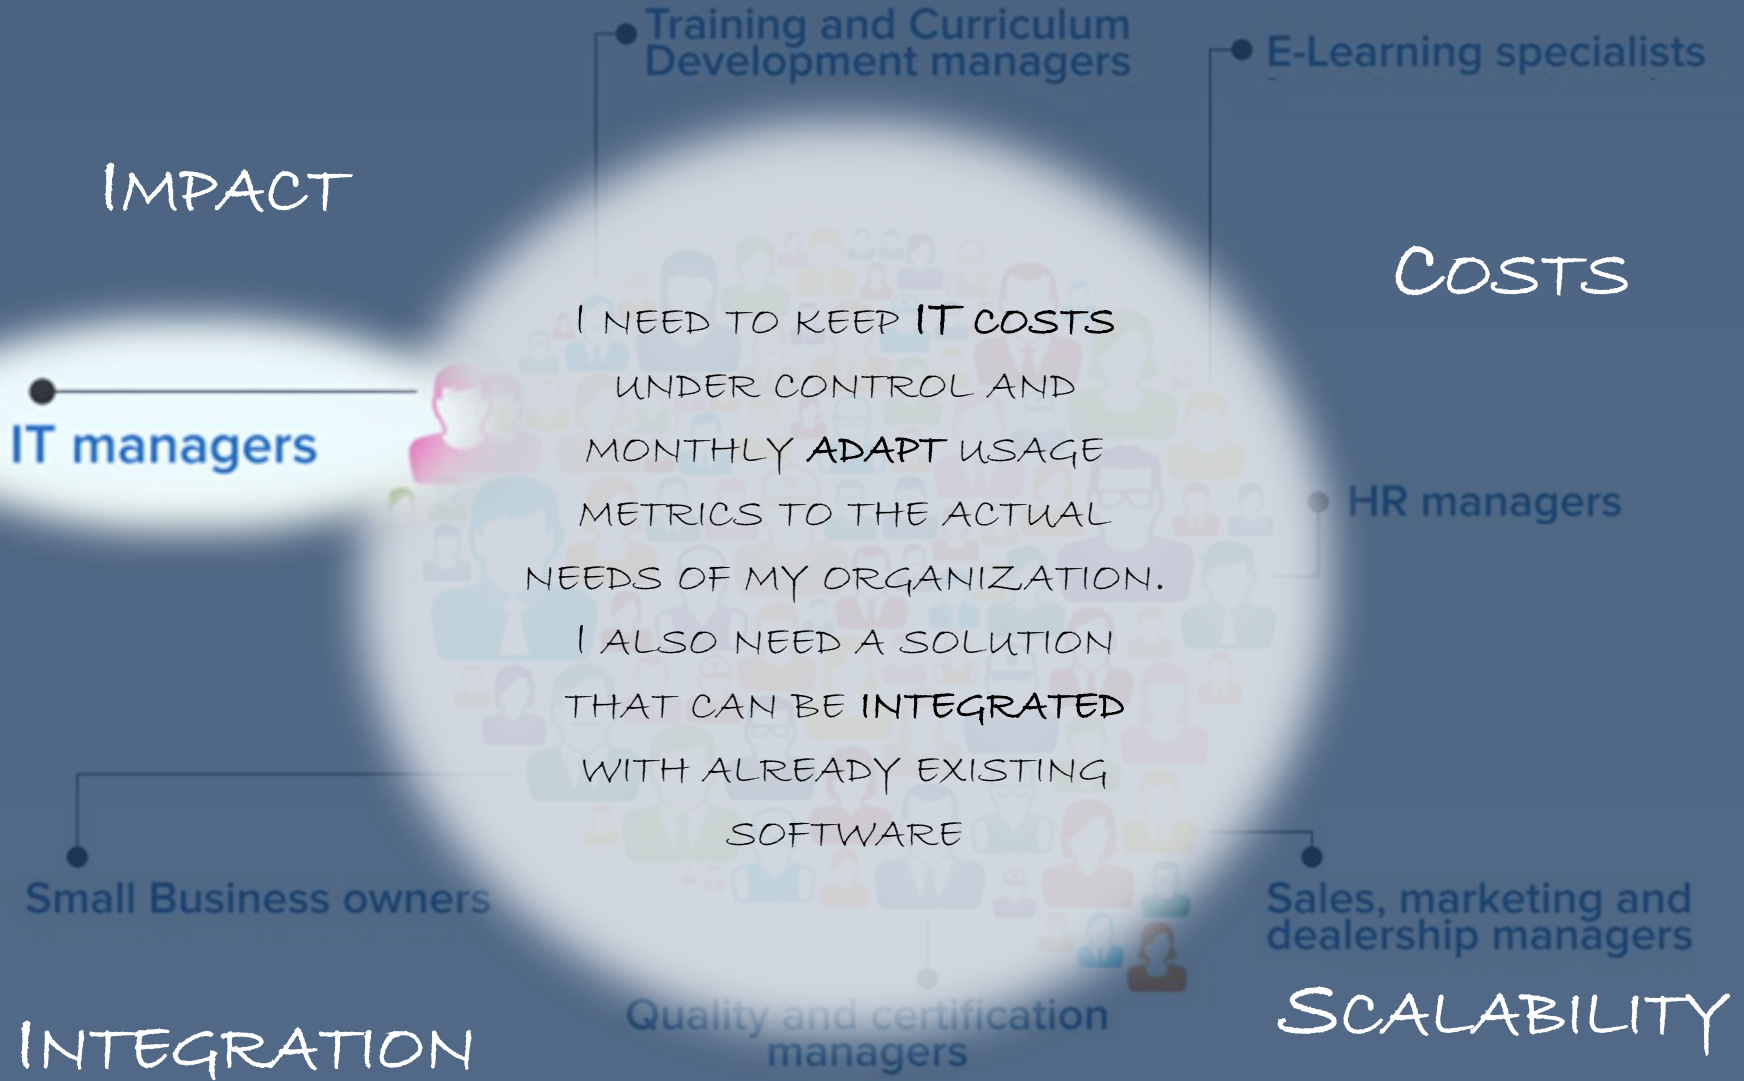 Training and Curriculum
Development managers
E-Learning specialists
IMPACT
COSTS
IT managers
I NEED TO KEEP IT COSTS
UNDER CONTROL AND
MONTHLY ADAPT USAGE
METRICS TO THE ACTUAL
NEEDS OF MY ORGANIZATION.
I ALSO NEED A SOLUTION
THAT CAN BE INTEGRATED
WITH ALREADY EXISTING
SOFTWARE
HR managers
Small Business owners
Sales, marketing and
dealership managers
Quality and certification
managers
INTEGRATION
SCALABILITY